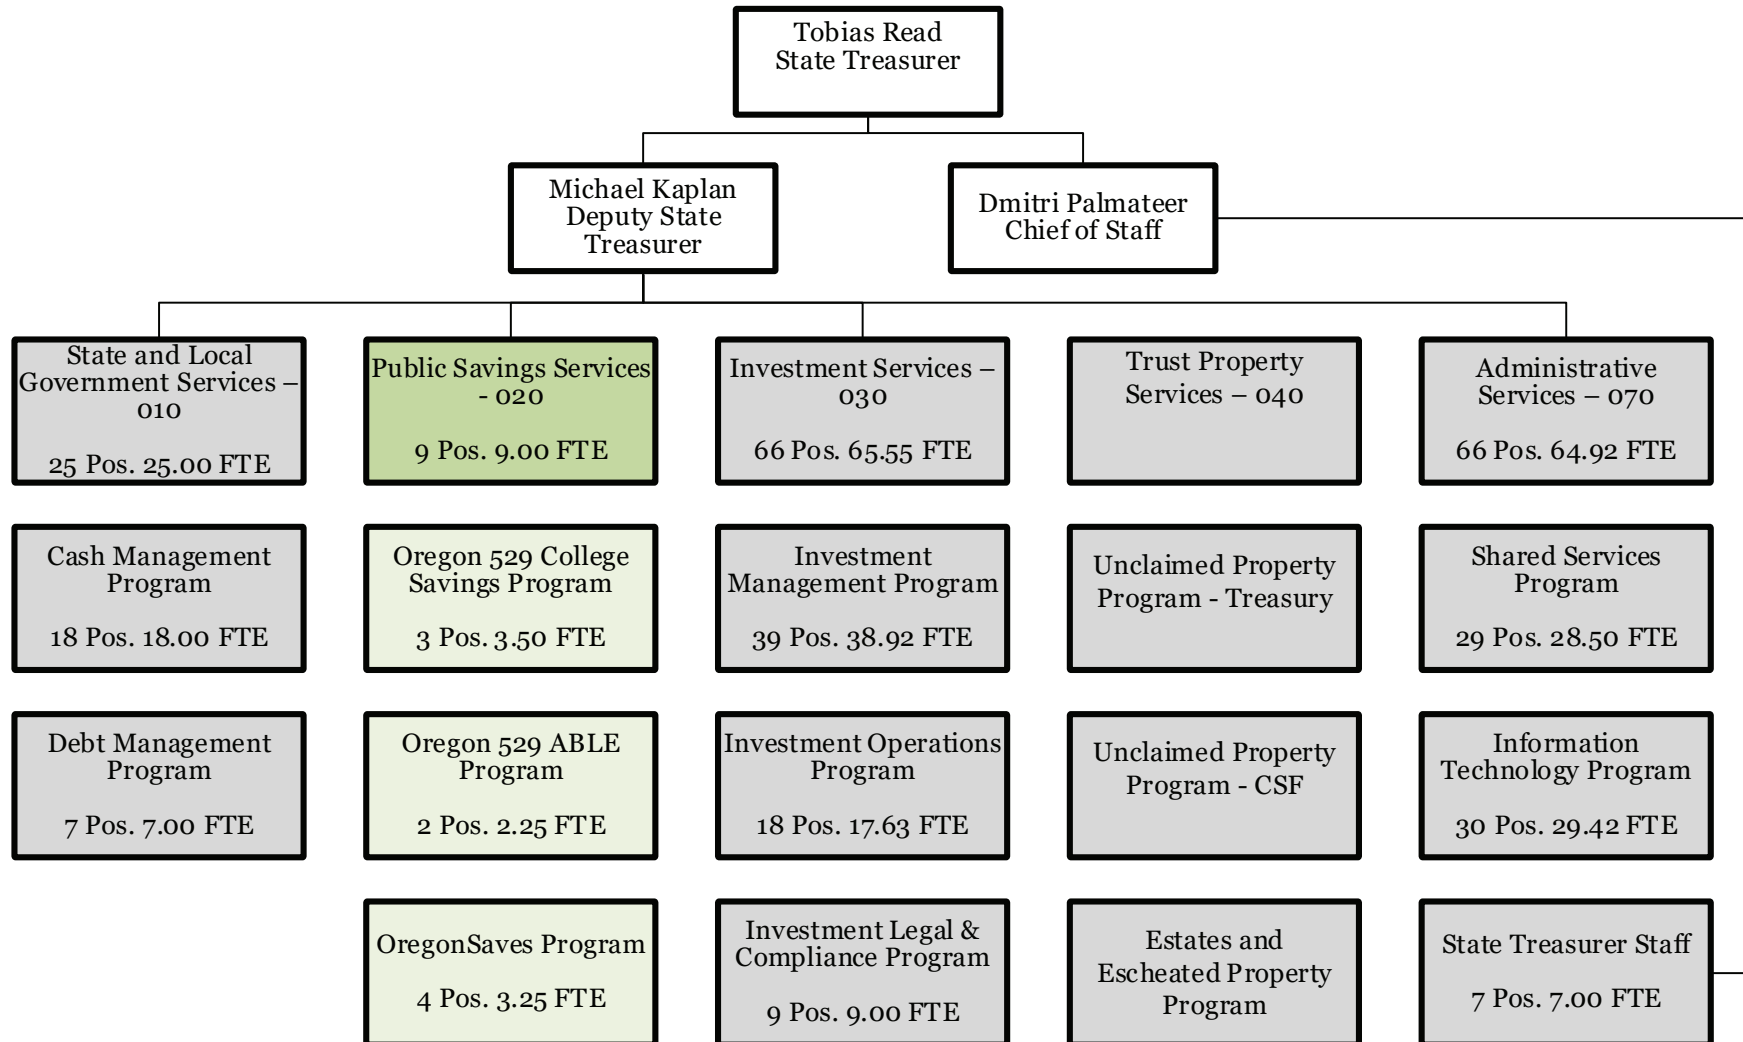 Tobias Read
State Treasurer
Michael Kaplan
Deputy State
Treasurer
Dmitri Palmateer
Chief of Staff
State and Local
Government Services –
010
25 Pos. 25.00 FTE
Public Savings Services
- 020
9 Pos. 9.00 FTE
Investment Services –
030
66 Pos. 65.55 FTE
Trust Property
Services – 040
Administrative
Services – 070
66 Pos. 64.92 FTE
Cash Management
Program
18 Pos. 18.00 FTE
Oregon 529 College
Savings Program
3 Pos. 3.50 FTE
Investment
Management Program
39 Pos. 38.92 FTE
Unclaimed Property
Program - Treasury
Shared Services
Program
29 Pos. 28.50 FTE
Debt Management
Program
7 Pos. 7.00 FTE
Oregon 529 ABLE
Program
2 Pos. 2.25 FTE
Investment Operations
Program
18 Pos. 17.63 FTE
Unclaimed Property
Program - CSF
Information
Technology Program
30 Pos. 29.42 FTE
OregonSaves Program
4 Pos. 3.25 FTE
Investment Legal &
Compliance Program
9 Pos. 9.00 FTE
Estates and
Escheated Property
Program
State Treasurer Staff
7 Pos. 7.00 FTE